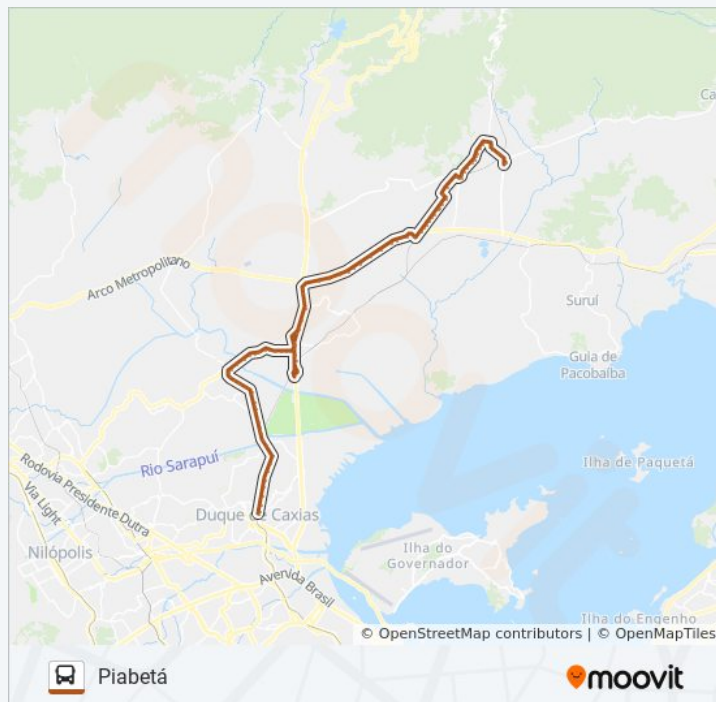 Ca
Arco Metropolitano
Suruí
Guia de
Pacobaíba
Rio Sarapuí
Ilha de Paquetá
Rodovia Presidente Dutra
Via Light
Duque de Caxias
Nilópolis
Ilha do
Governador
Avenida Brasil
Ilha do Engenho
© OpenStreetMap contributors | © OpenMapTiles
Piabetá
moovit